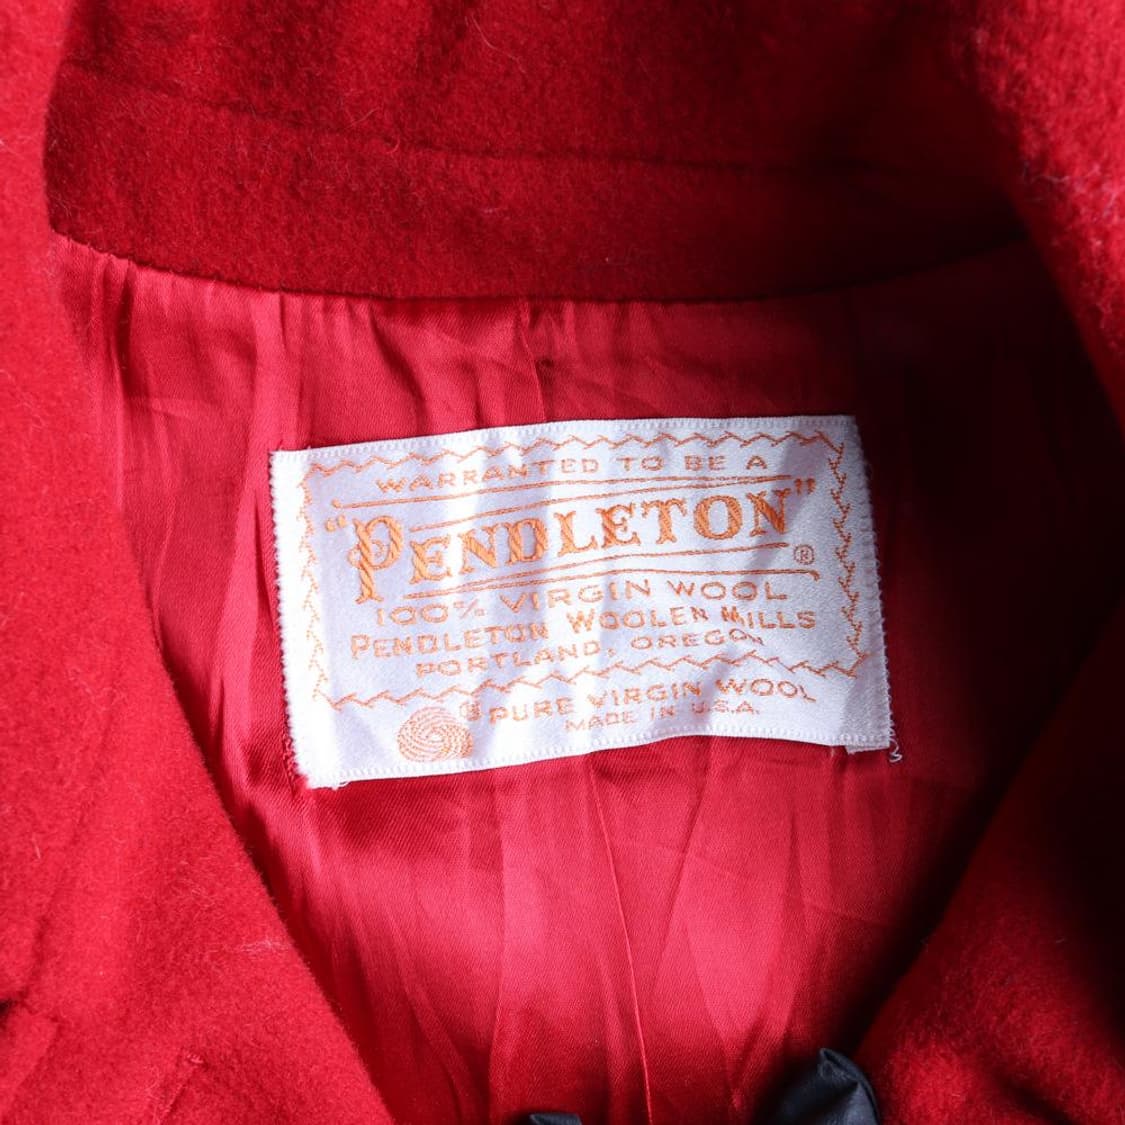 WARRANTED TO BE A
"PENDLETON"®
100% VIRGIN WOOL
PENDLETON WOOLEN MILLS
PORTLAND, OREGON
® PURE VIRGIN WOOL
MADE IN U.S.A.